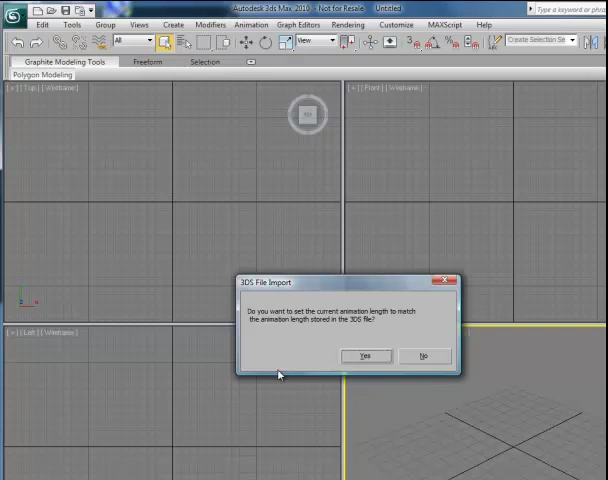 Autodesk 3ds Max 2010 - Not for Resale Untitled
Type a keyword or phra
Edit Tools Group Views Create Modifiers Animation Graph Editors Rendering Customize MAXScript Help
All View Create Selection Se
Graphite Modeling Tools Freeform Selection
Polygon Modeling
[ + ] [ Top ] [ Wireframe ]
[ + ] [ Front ] [ Wireframe ]
TOP
3DS File Import
Do you want to set the current animation length to match
the animation length stored in the 3DS file?
Yes No
[ + ] [ Left ] [ Wireframe ]